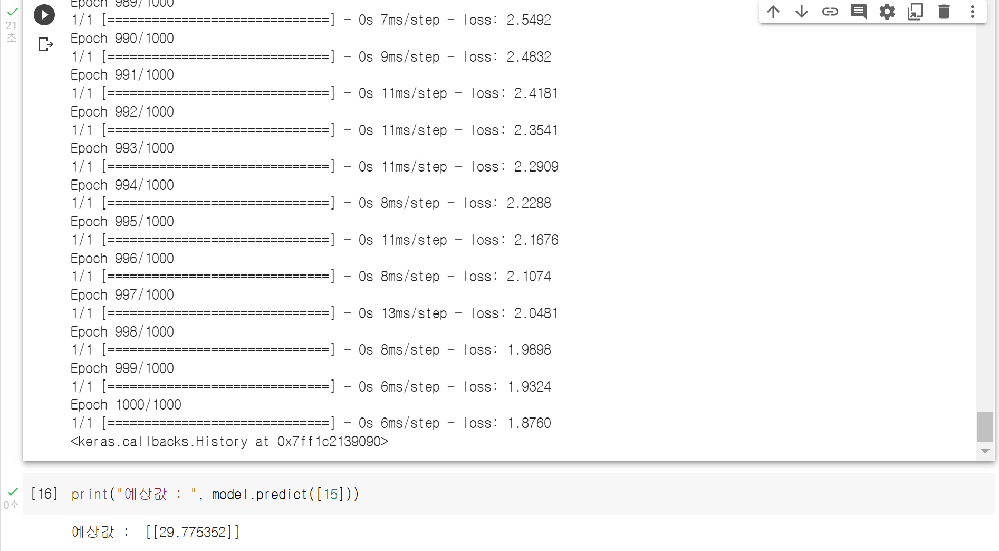 Epoch 989/1000
21
초
1/1 [==============================] - 0s 7ms/step - loss: 2.5492
Epoch 990/1000
1/1 [==============================] - 0s 9ms/step - loss: 2.4832
Epoch 991/1000
1/1 [==============================] - 0s 11ms/step - loss: 2.4181
Epoch 992/1000
1/1 [==============================] - 0s 11ms/step - loss: 2.3541
Epoch 993/1000
1/1 [==============================] - 0s 11ms/step - loss: 2.2909
Epoch 994/1000
1/1 [==============================] - 0s 8ms/step - loss: 2.2288
Epoch 995/1000
1/1 [==============================] - 0s 11ms/step - loss: 2.1676
Epoch 996/1000
1/1 [==============================] - 0s 8ms/step - loss: 2.1074
Epoch 997/1000
1/1 [==============================] - 0s 13ms/step - loss: 2.0481
Epoch 998/1000
1/1 [==============================] - 0s 8ms/step - loss: 1.9898
Epoch 999/1000
1/1 [==============================] - 0s 6ms/step - loss: 1.9324
Epoch 1000/1000
1/1 [==============================] - 0s 6ms/step - loss: 1.8760
<keras.callbacks.History at 0x7ff1c2139090>
[16] print("예상값 : ", model.predict([15]))
0초
예상값 :  [[29.775352]]